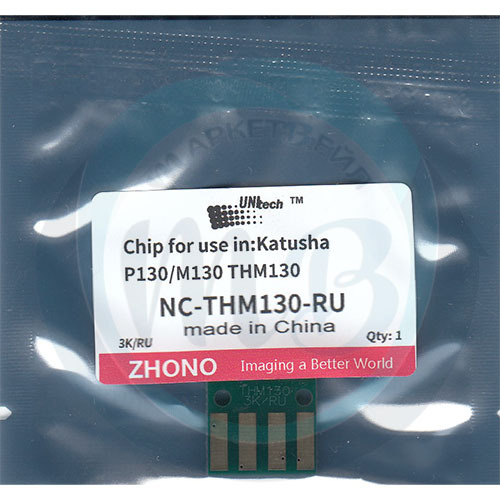 МАРКЕТВЕЙЛ
UNItech ™
Chip for use in:Katusha
P130/M130 THM130
NC-THM130-RU
made in China
3K/RU Qty: 1
ZHONO Imaging a Better World
THM130
3K/RU